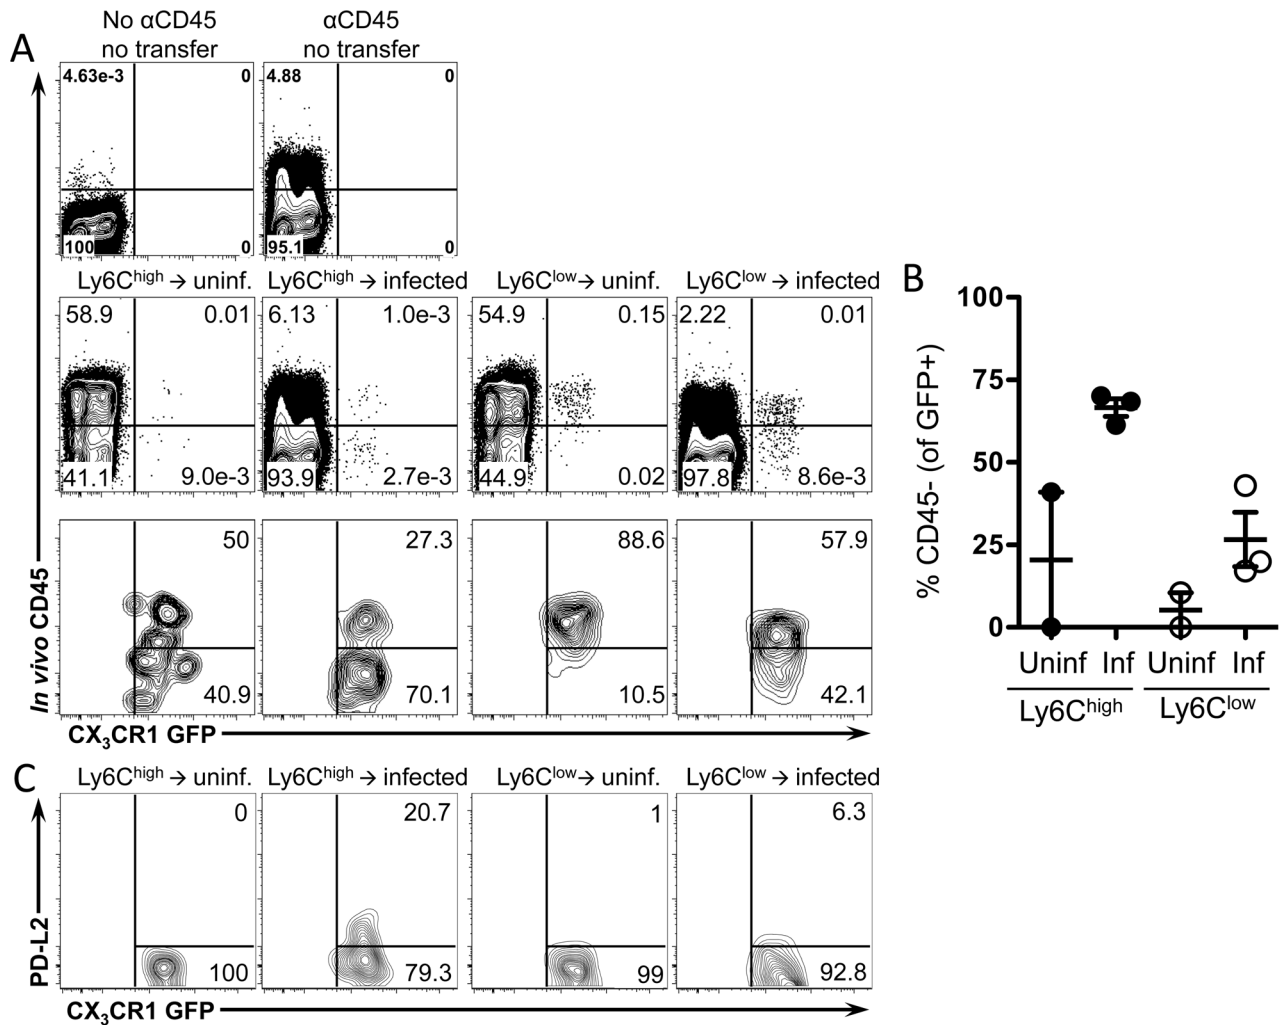 A
No αCD45
no transfer
αCD45
no transfer
4.63e-3 0
100 0
4.88 0
95.1 0
Ly6Chigh → uninf.
Ly6Chigh → infected
Ly6Clow → uninf.
Ly6Clow → infected
58.9 0.01
41.1 9.0e-3
6.13 1.0e-3
93.9 2.7e-3
54.9 0.15
44.9 0.02
2.22 0.01
97.8 8.6e-3
50
40.9
27.3
70.1
88.6
10.5
57.9
42.1
In vivo CD45
CX3CR1 GFP
B
% CD45- (of GFP+)
100
75
50
25
0
Uninf Inf Uninf Inf
Ly6Chigh Ly6Clow
C
Ly6Chigh → uninf.
Ly6Chigh → infected
Ly6Clow → uninf.
Ly6Clow → infected
0
100
20.7
79.3
1
99
6.3
92.8
PD-L2
CX3CR1 GFP